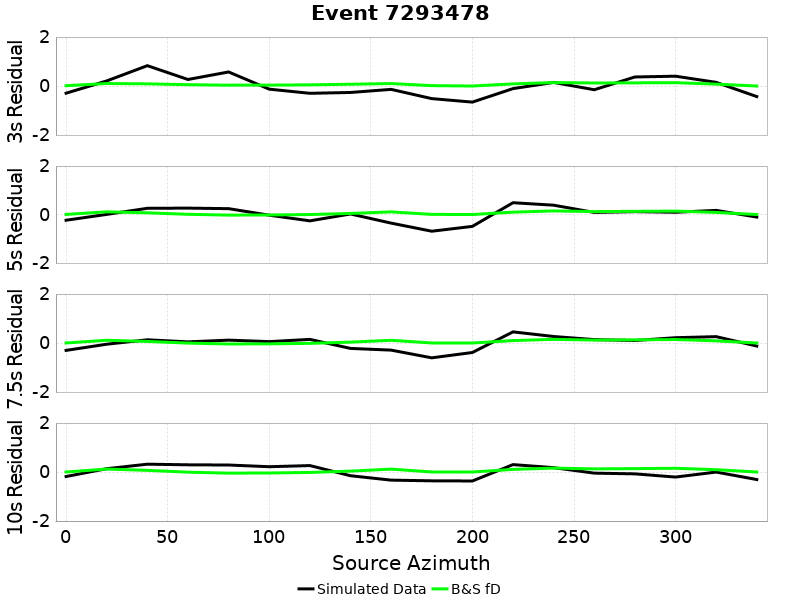 Event 7293478
3s Residual
2
0
-2
5s Residual
2
0
-2
7.5s Residual
2
0
-2
10s Residual
2
0
-2
0 50 100 150 200 250 300
Source Azimuth
Simulated Data B&S fD